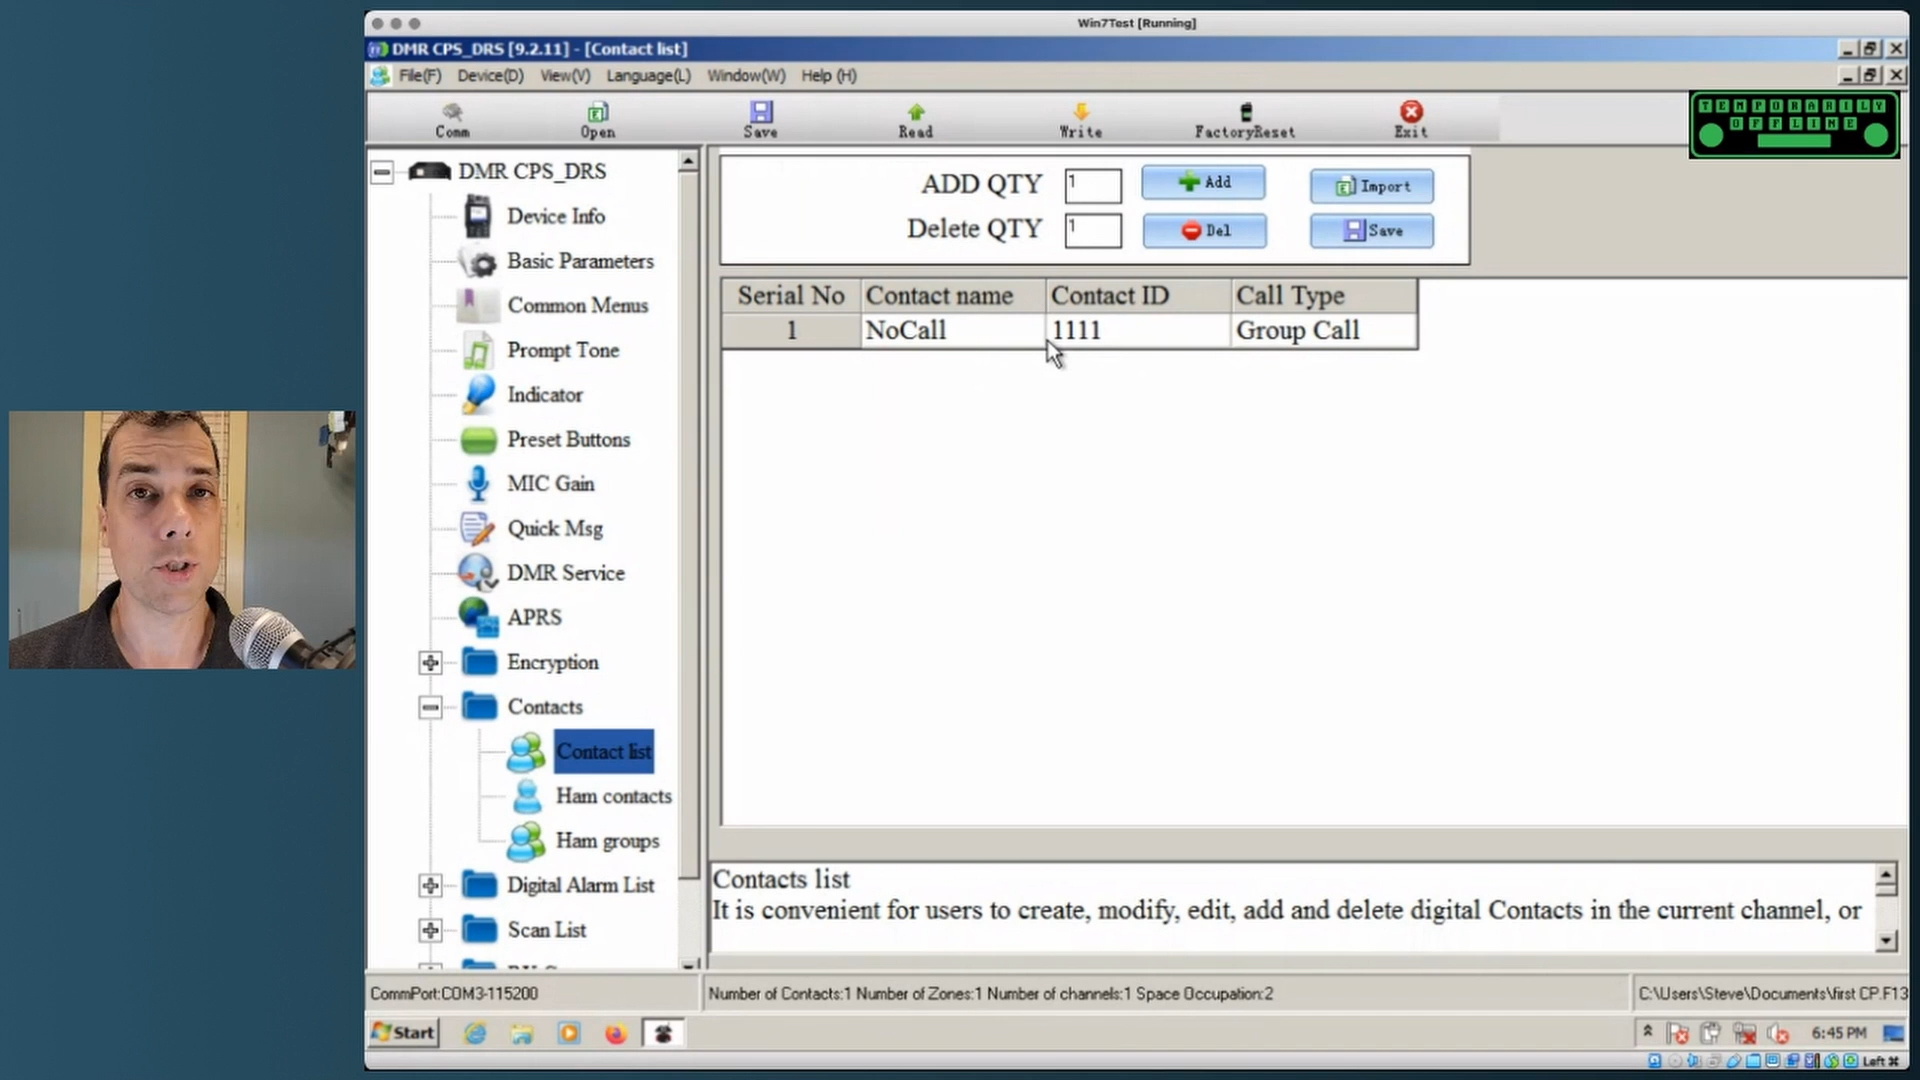 Win7Test [Running]
DMR CPS_DRS [9.2.11] - [Contact list]
File(F) Device(D) View(V) Language(L) Window(W) Help (H)
Comm Open Save Read Write FactoryReset Exit
TEMPORARILY
OFFLINE
DMR CPS_DRS
Device Info
Basic Parameters
Common Menus
Prompt Tone
Indicator
Preset Buttons
MIC Gain
Quick Msg
DMR Service
APRS
Encryption
Contacts
Contact list
Ham contacts
Ham groups
Digital Alarm List
Scan List
ADD QTY 1 Add Import
Delete QTY 1 Del Save
Serial No Contact name Contact ID Call Type
1 NoCall 1111 Group Call
Contacts list
It is convenient for users to create, modify, edit, add and delete digital Contacts in the current channel, or
CommPort:COM3-115200 Number of Contacts:1 Number of Zones:1 Number of channels:1 Space Occupation:2 C:\Users\Steve\Documents\first CP.F13
Start 6:45 PM
Left ⌘